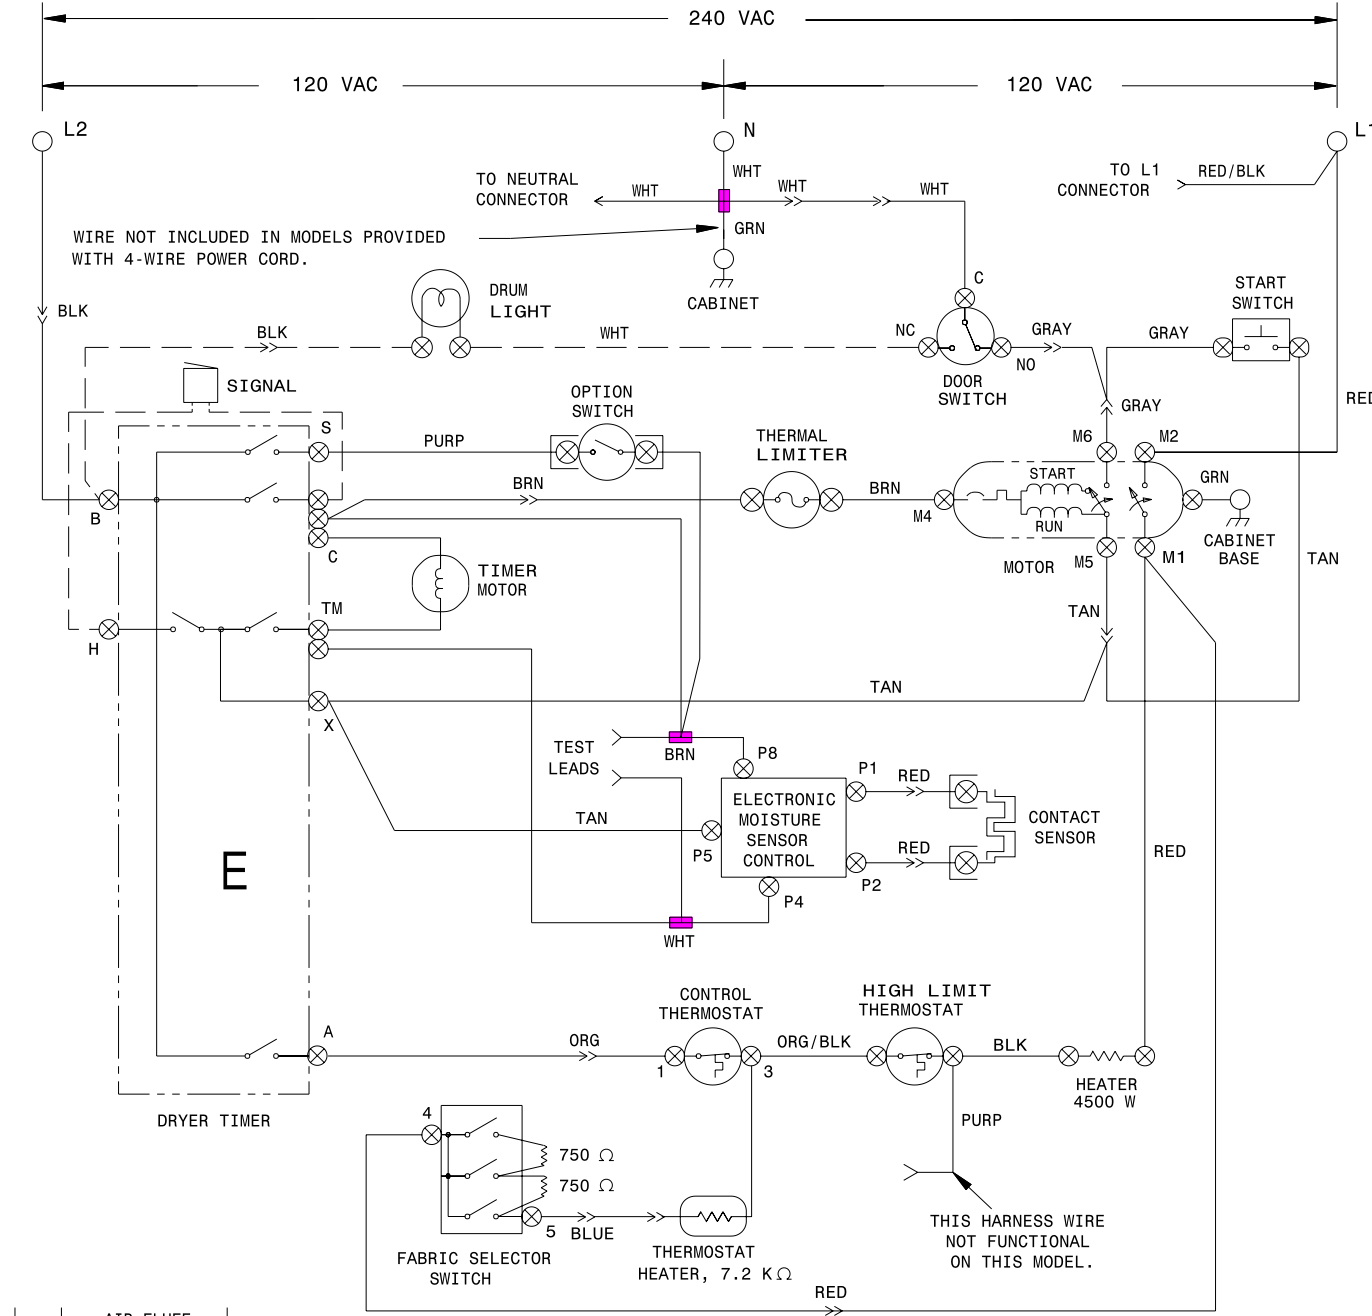 240 VAC
120 VAC
120 VAC
L2
N
L1
WHT
TO NEUTRAL
CONNECTOR
WHT
WHT
WHT
TO L1
CONNECTOR
RED/BLK
GRN
WIRE NOT INCLUDED IN MODELS PROVIDED
WITH 4-WIRE POWER CORD.
CABINET
C
DRUM
LIGHT
START
SWITCH
BLK
BLK
WHT
NC
GRAY
NO
GRAY
SIGNAL
DOOR
SWITCH
OPTION
SWITCH
GRAY
RED
S
PURP
THERMAL
LIMITER
M6
M2
BRN
BRN
START
GRN
B
M4
RUN
CABINET
BASE
C
MOTOR
M5
M1
TAN
TIMER
MOTOR
TM
TAN
H
TAN
X
TEST
LEADS
BRN
P8
P1
RED
ELECTRONIC
MOISTURE
SENSOR
CONTROL
CONTACT
SENSOR
TAN
P5
RED
P2
RED
E
P4
WHT
CONTROL
THERMOSTAT
HIGH LIMIT
THERMOSTAT
A
ORG
ORG/BLK
BLK
1
3
HEATER
4500 W
DRYER TIMER
4
PURP
750 Ω
750 Ω
5
BLUE
THIS HARNESS WIRE
NOT FUNCTIONAL
ON THIS MODEL.
FABRIC SELECTOR
SWITCH
THERMOSTAT
HEATER, 7.2 KΩ
RED
AIR FLUFF